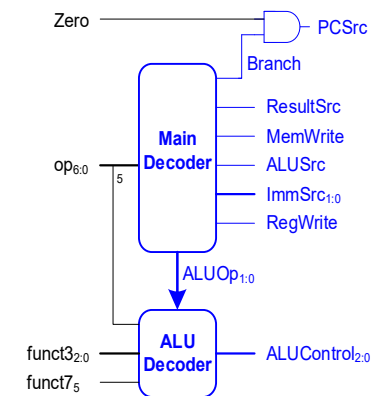 Zero
PCSrc
Branch
ResultSrc
Main
Decoder
MemWrite
op6:0
5
ALUSrc
ImmSrc1:0
RegWrite
ALUOp1:0
ALU
Decoder
funct32:0
ALUControl2:0
funct75